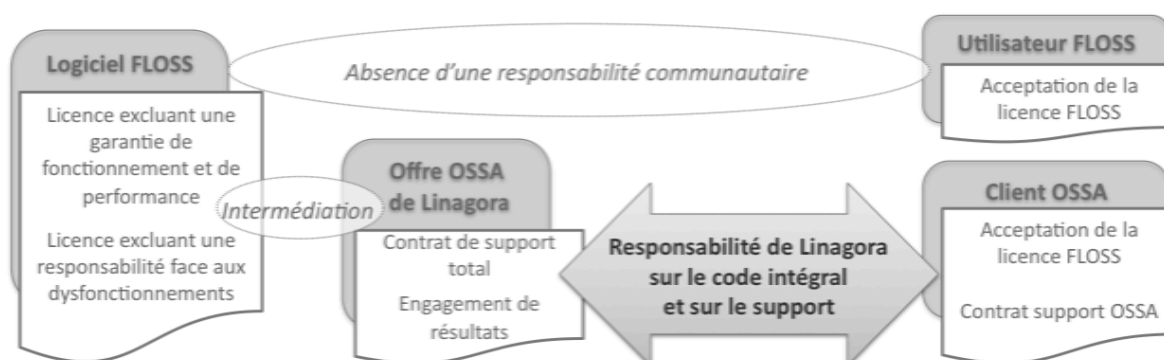 Logiciel FLOSS
Licence excluant une
garantie de
fonctionnement et de
performance
Licence excluant une
responsabilité face aux
dysfonctionnements
Absence d'une responsabilité communautaire
Intermédiation
Offre OSSA
de Linagora
Contrat de support
total
Engagement de
résultats
Responsabilité de Linagora
sur le code intégral
et sur le support
Utilisateur FLOSS
Acceptation de la
licence FLOSS
Client OSSA
Acceptation de la
licence FLOSS
Contrat support OSSA